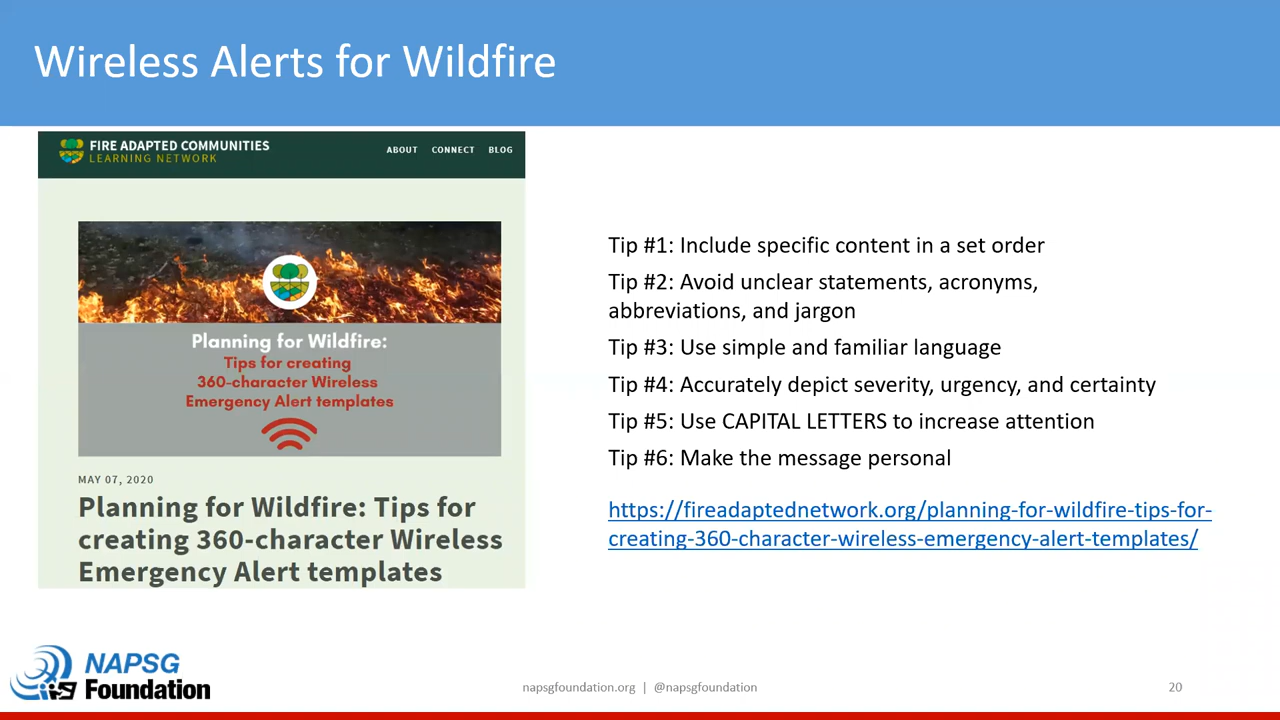 Wireless Alerts for Wildfire
FIRE ADAPTED COMMUNITIES
LEARNING NETWORK
ABOUT CONNECT BLOG
Planning for Wildfire:
Tips for creating
360-character Wireless
Emergency Alert templates
MAY 07, 2020
Planning for Wildfire: Tips for
creating 360-character Wireless
Emergency Alert templates
Tip #1: Include specific content in a set order
Tip #2: Avoid unclear statements, acronyms,
abbreviations, and jargon
Tip #3: Use simple and familiar language
Tip #4: Accurately depict severity, urgency, and certainty
Tip #5: Use CAPITAL LETTERS to increase attention
Tip #6: Make the message personal
https://fireadaptednetwork.org/planning-for-wildfire-tips-for-
creating-360-character-wireless-emergency-alert-templates/
NAPSG
Foundation
napsgfoundation.org | @napsgfoundation
20